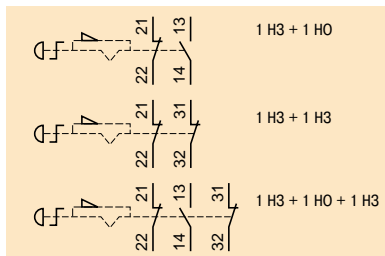 21 13 1 НЗ + 1 НО
22 14
21 31 1 НЗ + 1 НЗ
22 32
21 13 31 1 НЗ + 1 НО + 1 НЗ
22 14 32